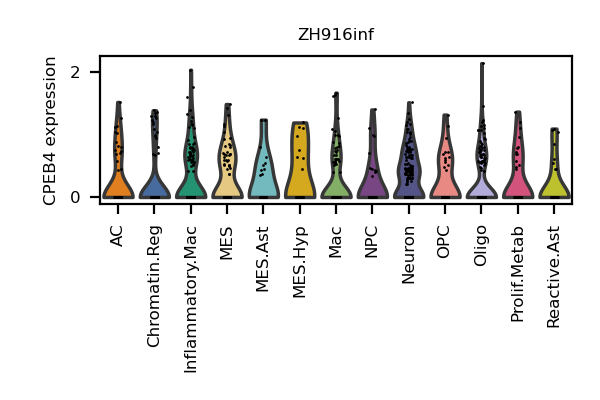 ZH916inf
CPEB4 expression
2
0
AC
Chromatin.Reg
Inflammatory.Mac
MES
MES.Ast
MES.Hyp
Mac
NPC
Neuron
OPC
Oligo
Prolif.Metab
Reactive.Ast